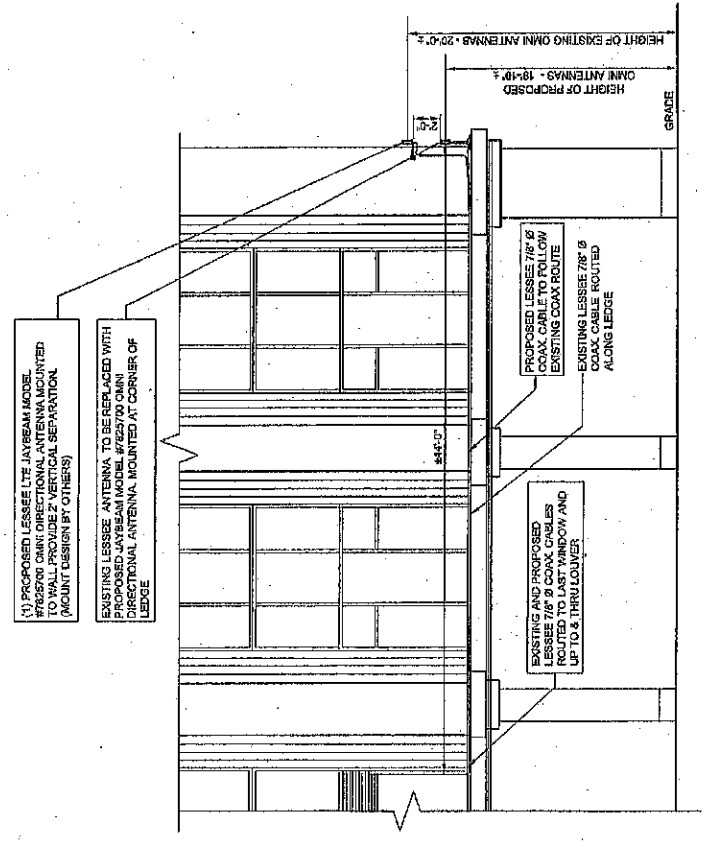 (1) PROPOSED LESSEE LTE JAYBEAM MODEL
#7825700 OMNI DIRECTIONAL ANTENNA MOUNTED
TO WALL PROVIDE 2' VERTICAL SEPARATION.
(MOUNT DESIGN BY OTHERS)
EXISTING LESSEE ANTENNA TO BE REPLACED WITH
PROPOSED JAYBEAM MODEL #7825700 OMNI
DIRECTIONAL ANTENNA, MOUNTED AT CORNER OF
LEDGE
2'-0"
HEIGHT OF EXISTING OMNI ANTENNAS - 20'-0" ±
HEIGHT OF PROPOSED
OMNI ANTENNAS - 18'-10" ±
GRADE
±44'-0"
PROPOSED LESSEE 7/8" Ø
COAX. CABLE TO FOLLOW
EXISTING COAX ROUTE
EXISTING LESSEE 7/8" Ø
COAX. CABLE ROUTED
ALONG LEDGE
EXISTING AND PROPOSED
LESSEE 7/8" Ø COAX. CABLES
ROUTED TO LAST WINDOW AND
UP TO & THRU LOUVER